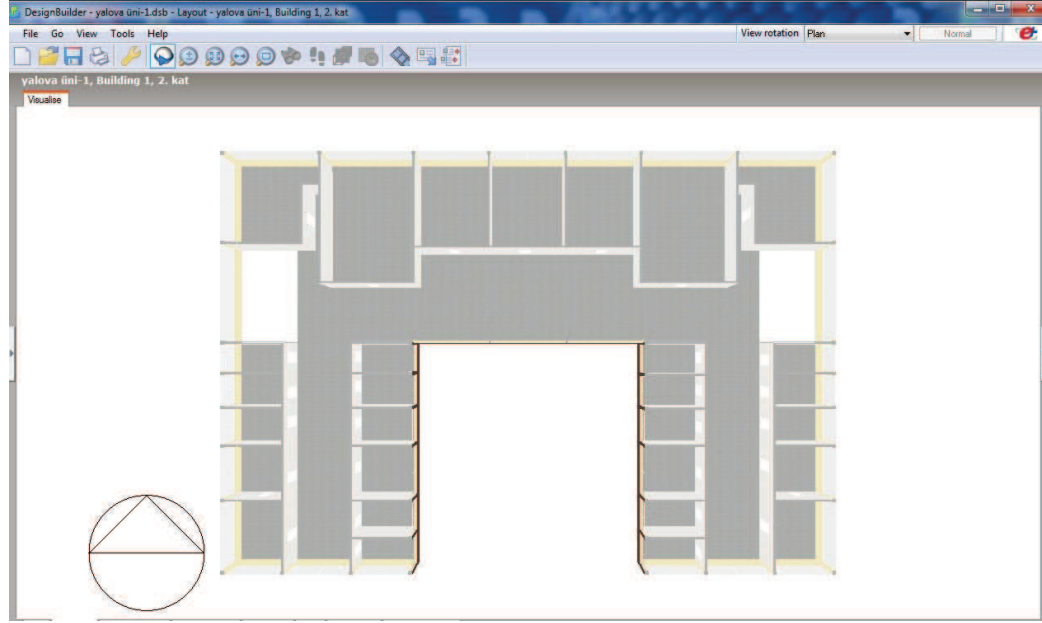 DesignBuilder - yalova üni-1.dsb - Layout - yalova üni-1, Building 1, 2. kat
File Go View Tools Help
View rotation Plan Normal
yalova üni-1, Building 1, 2. kat
Visualise